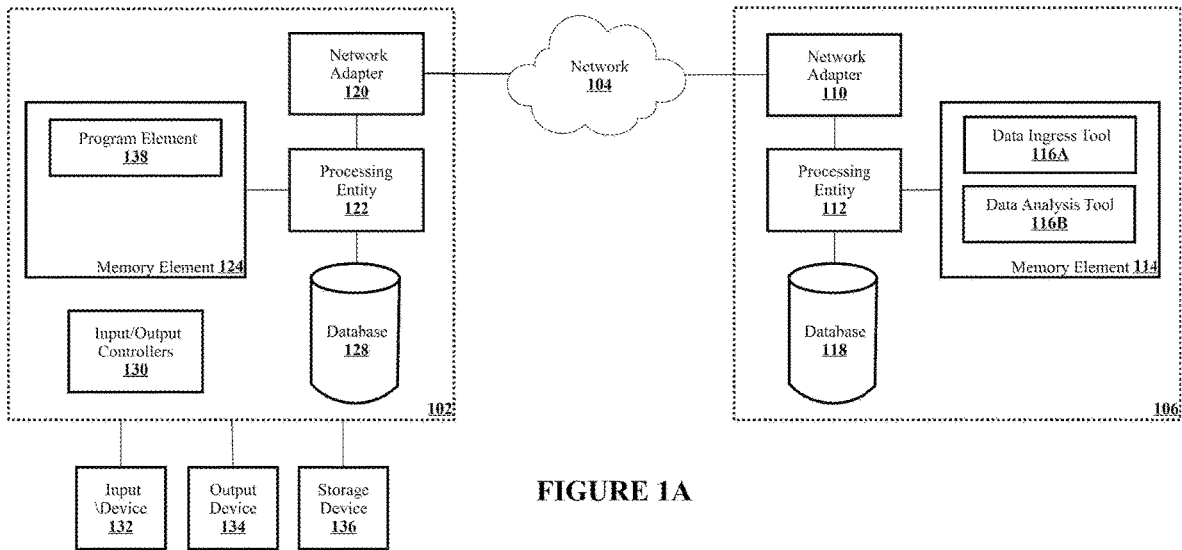 Network
Adapter
120
Network
104
Network
Adapter
110
Program Element
138
Processing
Entity
122
Memory Element 124
Processing
Entity
112
Data Ingress Tool
116A
Data Analysis Tool
116B
Memory Element 114
Input/Output
Controllers
130
Database
128
Database
118
102
106
Input
\Device
132
Output
Device
134
Storage
Device
136
FIGURE 1A